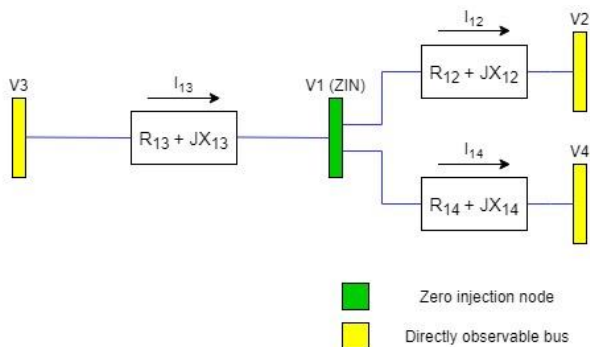 I12
V2
V3
I13
V1 (ZIN)
R12 + JX12
R13 + JX13
I14
V4
R14 + JX14
Zero injection node
Directly observable bus